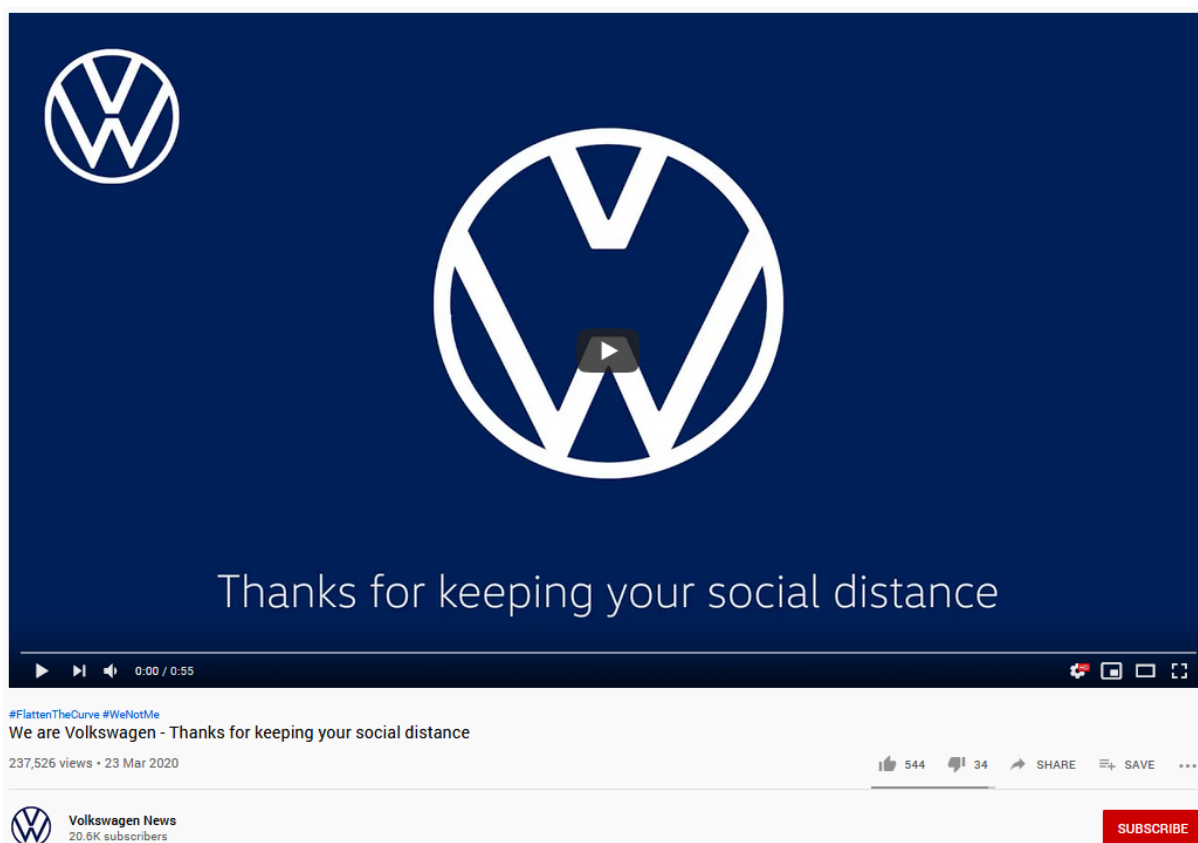 Thanks for keeping your social distance
0:00 / 0:55
HD
#FlattenTheCurve #WeNotMe
We are Volkswagen - Thanks for keeping your social distance
237,526 views • 23 Mar 2020
544 34 SHARE SAVE
Volkswagen News
20.6K subscribers
SUBSCRIBE